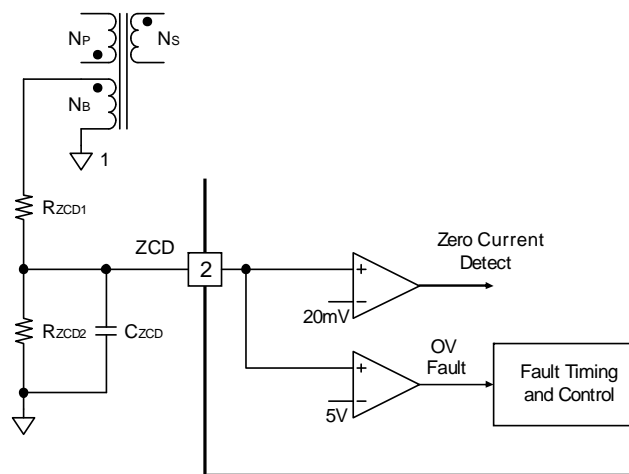 NP
NS
NB
1
RZCD1
ZCD
2
Zero Current
Detect
20mV
RZCD2
CZCD
OV
Fault
Fault Timing
and Control
5V